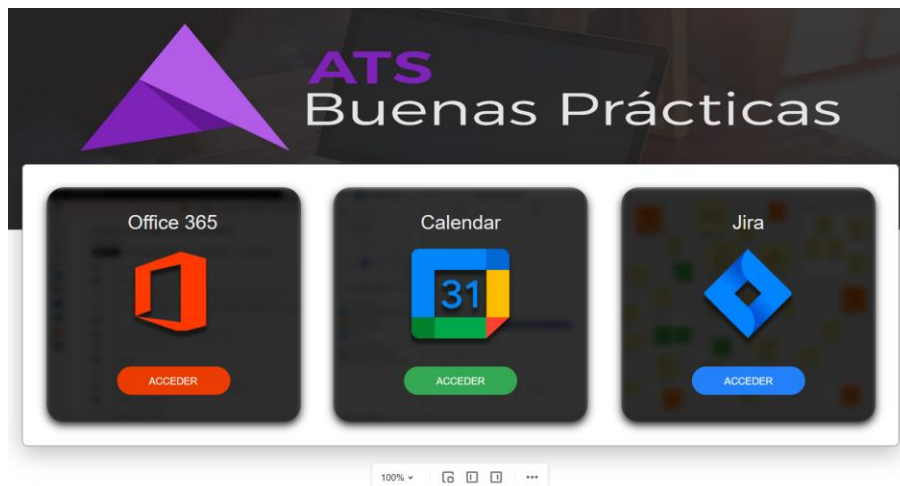 ATS
Buenas Prácticas
Office 365
Calendar
Jira
31
ACCEDER
ACCEDER
ACCEDER
100%